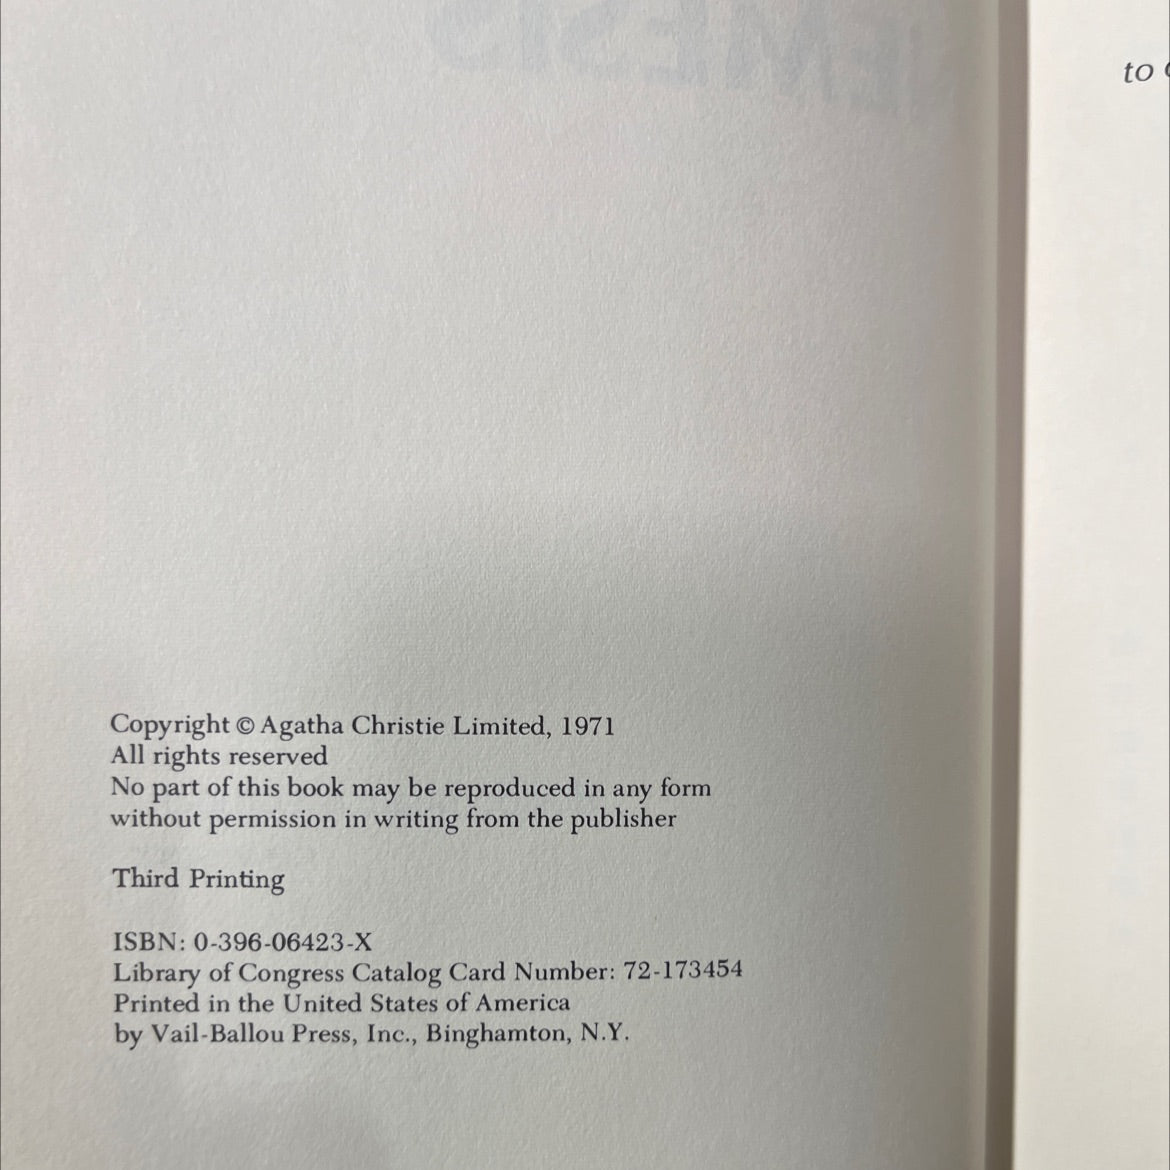 to
Copyright © Agatha Christie Limited, 1971
All rights reserved
No part of this book may be reproduced in any form
without permission in writing from the publisher
Third Printing
ISBN: 0-396-06423-X
Library of Congress Catalog Card Number: 72-173454
Printed in the United States of America
by Vail-Ballou Press, Inc., Binghamton, N.Y.